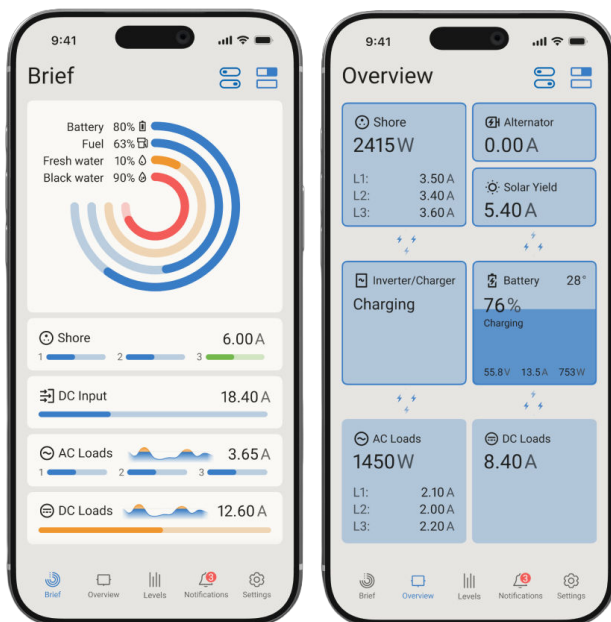 9:41
Brief
Battery 80%
Fuel 63%
Fresh water 10%
Black water 90%
Shore 6.00 A
1 2 3
DC Input 18.40 A
AC Loads 3.65 A
1 2 3
DC Loads 12.60 A
3
Brief Overview Levels Notifications Settings
9:41
Overview
Shore
2415 W
L1: 3.50 A
L2: 3.40 A
L3: 3.60 A
Alternator
0.00 A
Solar Yield
5.40 A
Inverter/Charger
Charging
Battery 28°
76%
Charging
55.8 V 13.5 A 753 W
AC Loads
1450 W
L1: 2.10 A
L2: 2.00 A
L3: 2.20 A
DC Loads
8.40 A
3
Brief Overview Levels Notifications Settings